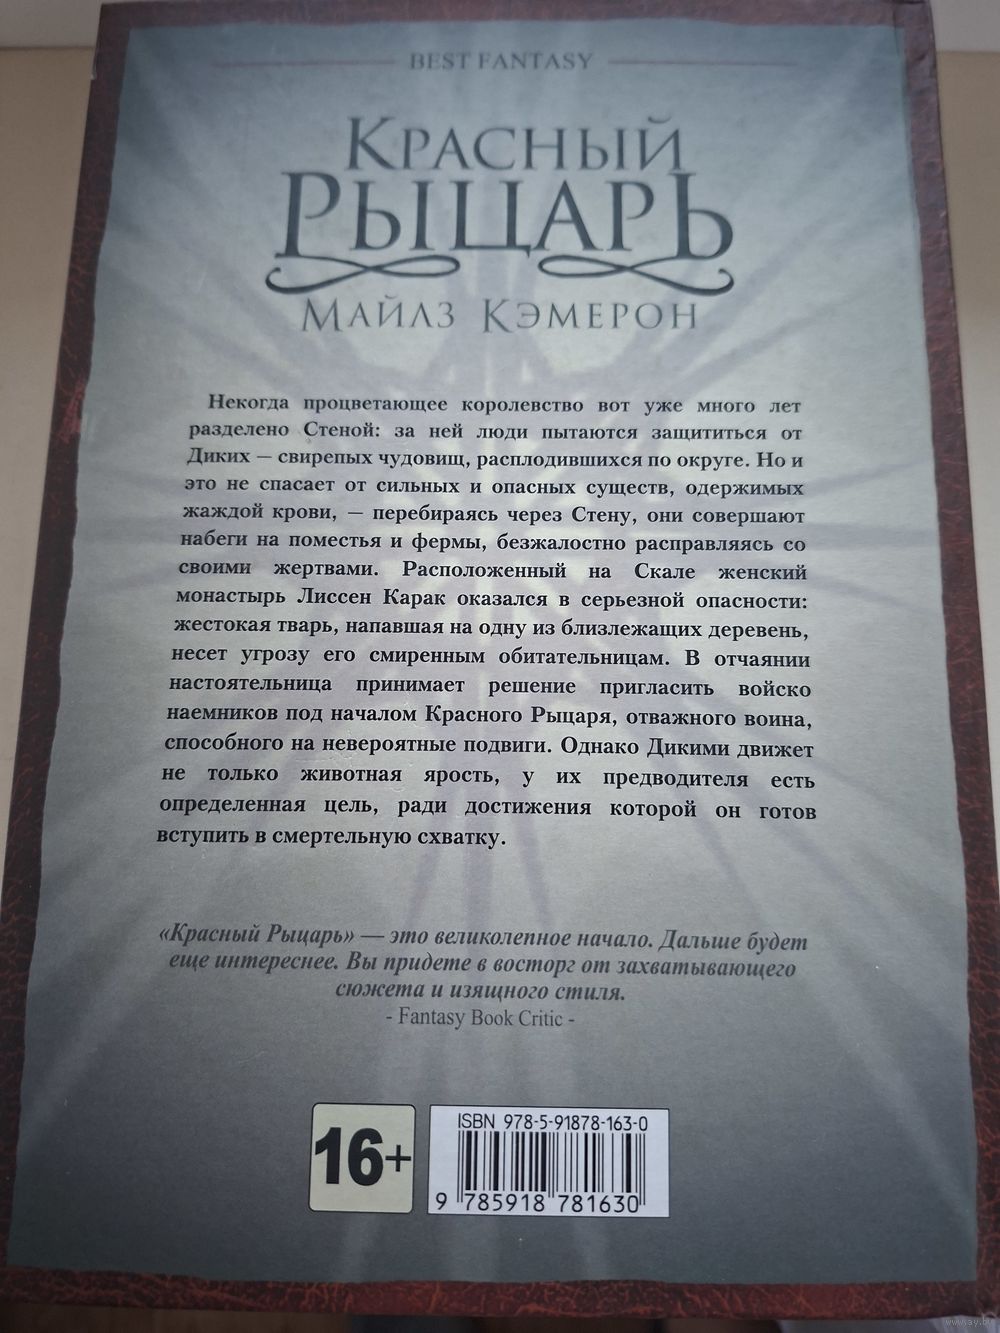 BEST FANTASY
КРАСНЫЙ
РЫЦАРЬ
МАЙЛЗ КЭМЕРОН
Некогда процветающее королевство вот уже много лет
разделено Стеной: за ней люди пытаются защититься от
Диких — свирепых чудовищ, расплодившихся по округе. Но и
это не спасает от сильных и опасных существ, одержимых
жаждой крови, — перебираясь через Стену, они совершают
набеги на поместья и фермы, безжалостно расправляясь со
своими жертвами. Расположенный на Скале женский
монастырь Лиссен Карак оказался в серьезной опасности:
жестокая тварь, напавшая на одну из близлежащих деревень,
несет угрозу его смиренным обитательницам. В отчаянии
настоятельница принимает решение пригласить войско
наемников под началом Красного Рыцаря, отважного воина,
способного на невероятные подвиги. Однако Дикими движет
не только животная ярость, у их предводителя есть
определенная цель, ради достижения которой он готов
вступить в смертельную схватку.
«Красный Рыцарь» — это великолепное начало. Дальше будет
еще интереснее. Вы придете в восторг от захватывающего
сюжета и изящного стиля.
- Fantasy Book Critic -
16+
ISBN 978-5-91878-163-0
9 785918 781630
www.ay.by